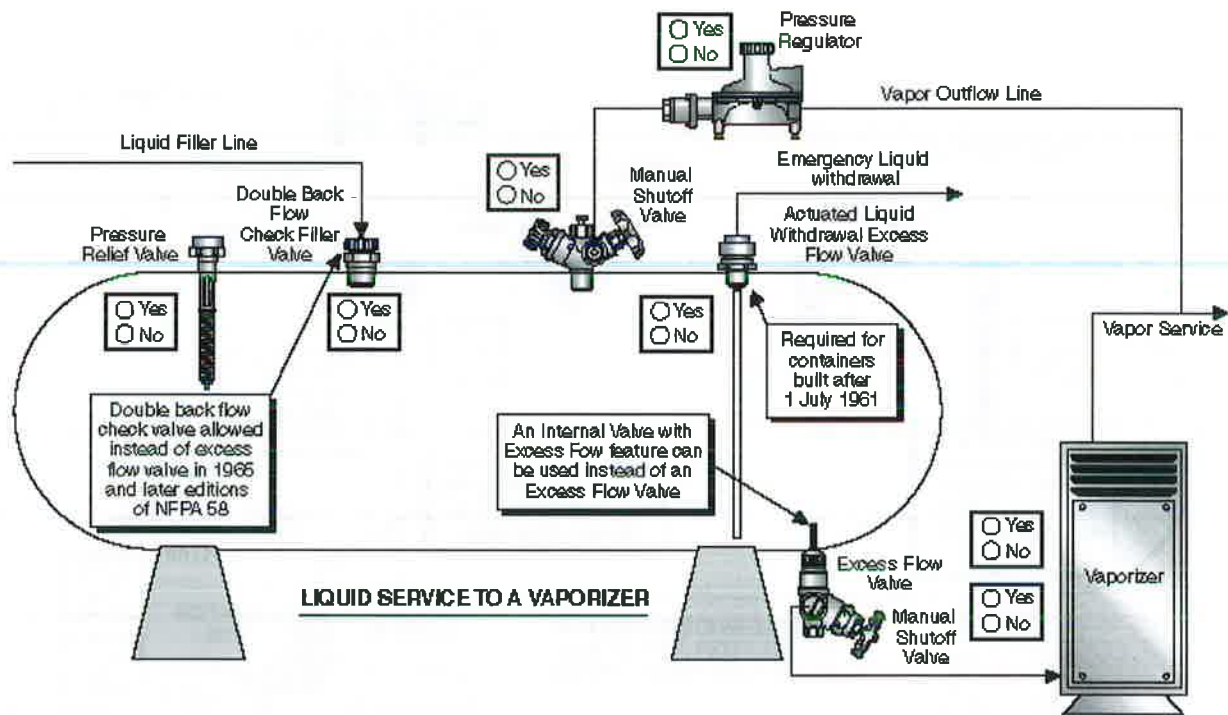 Yes
No
Pressure
Regulator
Vapor Outflow Line
Liquid Filler Line
Yes
No
Manual
Shutoff
Valve
Emergency Liquid
withdrawal
Double Back
Flow
Check Filler
Valve
Pressure
Relief Valve
Actuated Liquid
Withdrawal Excess
Flow Valve
Yes
No
Yes
No
Yes
No
Vapor Service
Required for
containers
built after
1 July 1961
Double back flow
check valve allowed
instead of excess
flow valve in 1965
and later editions
of NFPA 58
An Internal Valve with
Excess Fow feature can
be used instead of an
Excess Flow Valve
Yes
No
Excess Flow
Valve
Vaporizer
LIQUID SERVICE TO A VAPORIZER
Yes
No
Manual
Shutoff
Valve